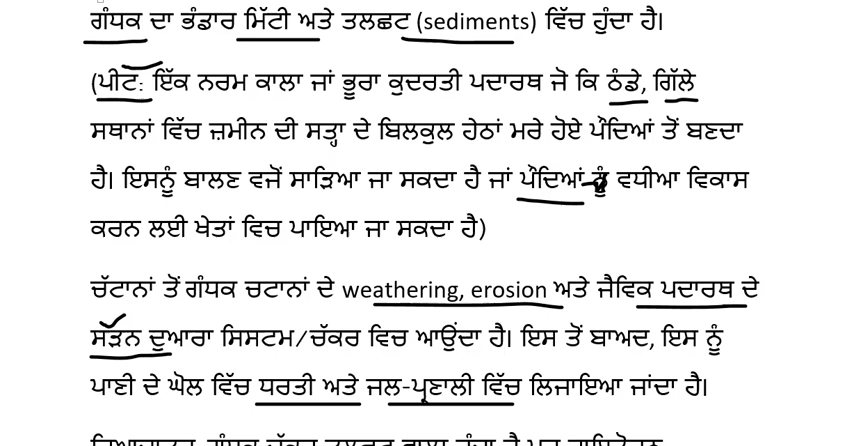 ਗੰਧਕ ਦਾ ਭੰਡਾਰ ਮਿੱਟੀ ਅਤੇ ਤਲਛਟ (sediments) ਵਿੱਚ ਹੁੰਦਾ ਹੈ।
(ਪੀਟ: ਇੱਕ ਨਰਮ ਕਾਲਾ ਜਾਂ ਭੂਰਾ ਕੁਦਰਤੀ ਪਦਾਰਥ ਜੋ ਕਿ ਠੰਡੇ, ਗਿੱਲੇ
ਸਥਾਨਾਂ ਵਿੱਚ ਜ਼ਮੀਨ ਦੀ ਸਤ੍ਹਾ ਦੇ ਬਿਲਕੁਲ ਹੇਠਾਂ ਮਰੇ ਹੋਏ ਪੌਦਿਆਂ ਤੋਂ ਬਣਦਾ
ਹੈ। ਇਸਨੂੰ ਬਾਲਣ ਵਜੋਂ ਸਾੜਿਆ ਜਾ ਸਕਦਾ ਹੈ ਜਾਂ ਪੌਦਿਆਂ ਨੂੰ ਵਧੀਆ ਵਿਕਾਸ
ਕਰਨ ਲਈ ਖੇਤਾਂ ਵਿਚ ਪਾਇਆ ਜਾ ਸਕਦਾ ਹੈ)
ਚੱਟਾਨਾਂ ਤੋਂ ਗੰਧਕ ਚਟਾਨਾਂ ਦੇ weathering, erosion ਅਤੇ ਜੈਵਿਕ ਪਦਾਰਥ ਦੇ
ਸੜਨ ਦੁਆਰਾ ਸਿਸਟਮ/ਚੱਕਰ ਵਿਚ ਆਉਂਦਾ ਹੈ। ਇਸ ਤੋਂ ਬਾਅਦ, ਇਸ ਨੂੰ
ਪਾਣੀ ਦੇ ਘੋਲ ਵਿੱਚ ਧਰਤੀ ਅਤੇ ਜਲ-ਪ੍ਰਣਾਲੀ ਵਿੱਚ ਲਿਜਾਇਆ ਜਾਂਦਾ ਹੈ।